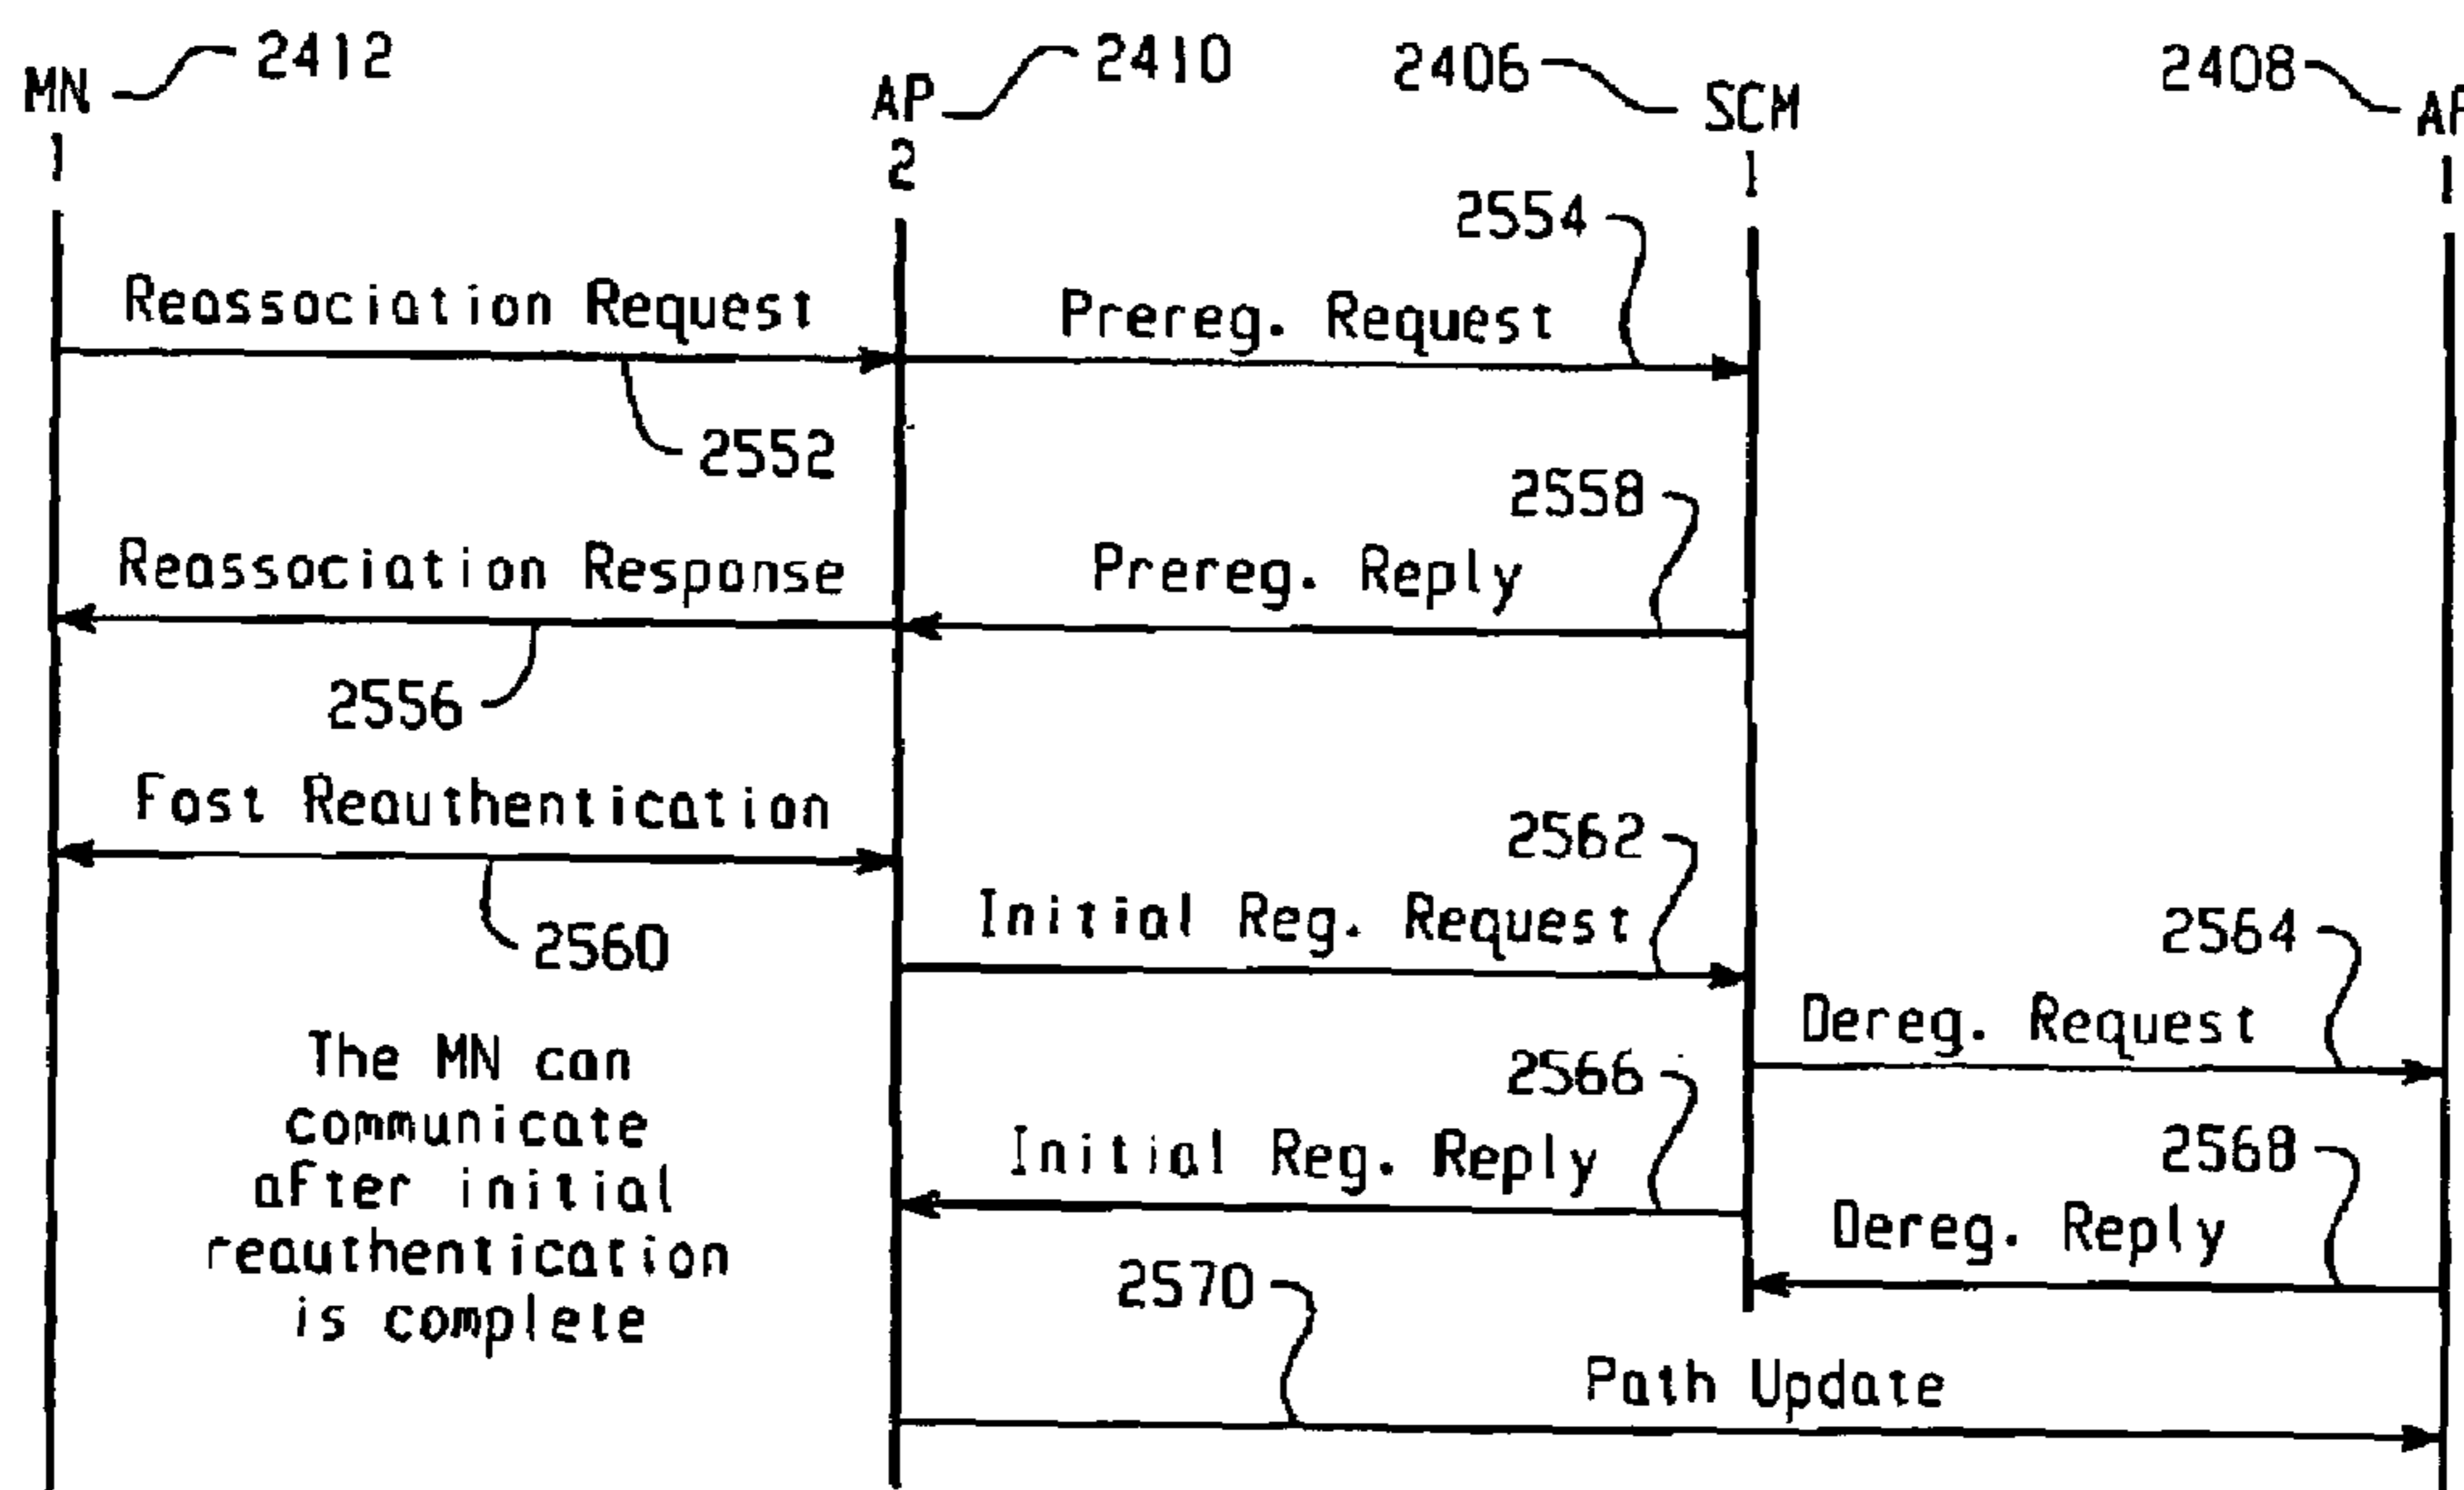 MN 2412
1
AP 2410
2
2406 SCM
1
2408 AP
1
2554
Reassociation Request
Prereg. Request
2552
2558
Reassociation Response
Prereg. Reply
2556
Fast Reauthentication
2562
2560
Initial Reg. Request
2564
Dereg. Request
The MN can
communicate
after initial
reauthentication
is complete
2566
Initial Reg. Reply
2568
Dereg. Reply
2570
Path Update